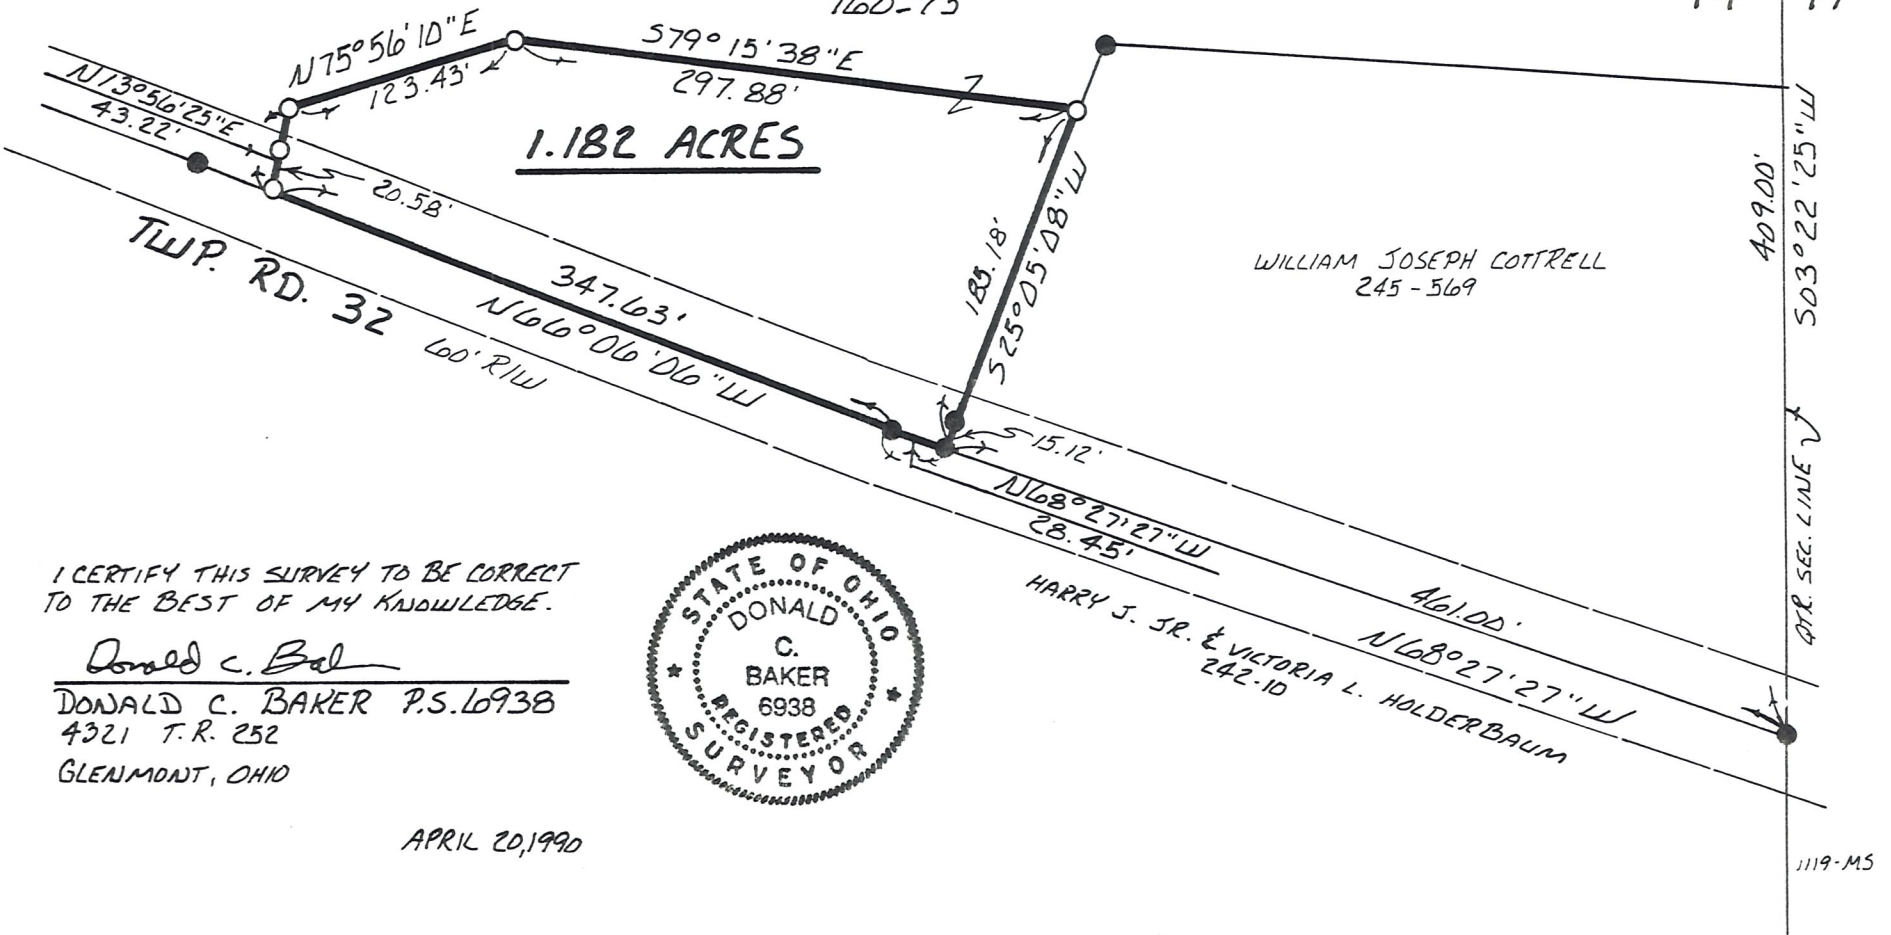 160-75
N75°56'10"E
123.43'
S79°15'38"E
297.88'
N13°56'25"E
43.22'
1.182 ACRES
20.58'
TWP. RD. 32
60' R/W
347.63'
N66°06'06"W
185.18'
S25°05'08"W
15.12'
WILLIAM JOSEPH COTTRELL
245-569
409.00'
S03°22'25"W
QTR. SEC. LINE
N68°27'27"W
28.45'
461.00'
N68°27'27"W
HARRY J. JR. & VICTORIA L. HOLDERBAUM
242-10
I CERTIFY THIS SURVEY TO BE CORRECT
TO THE BEST OF MY KNOWLEDGE.
Donald C. Baker
DONALD C. BAKER P.S. 6938
4321 T.R. 252
GLENMONT, OHIO
STATE OF OHIO
DONALD
C.
BAKER
6938
REGISTERED
SURVEYOR
APRIL 20, 1990
1119-MS